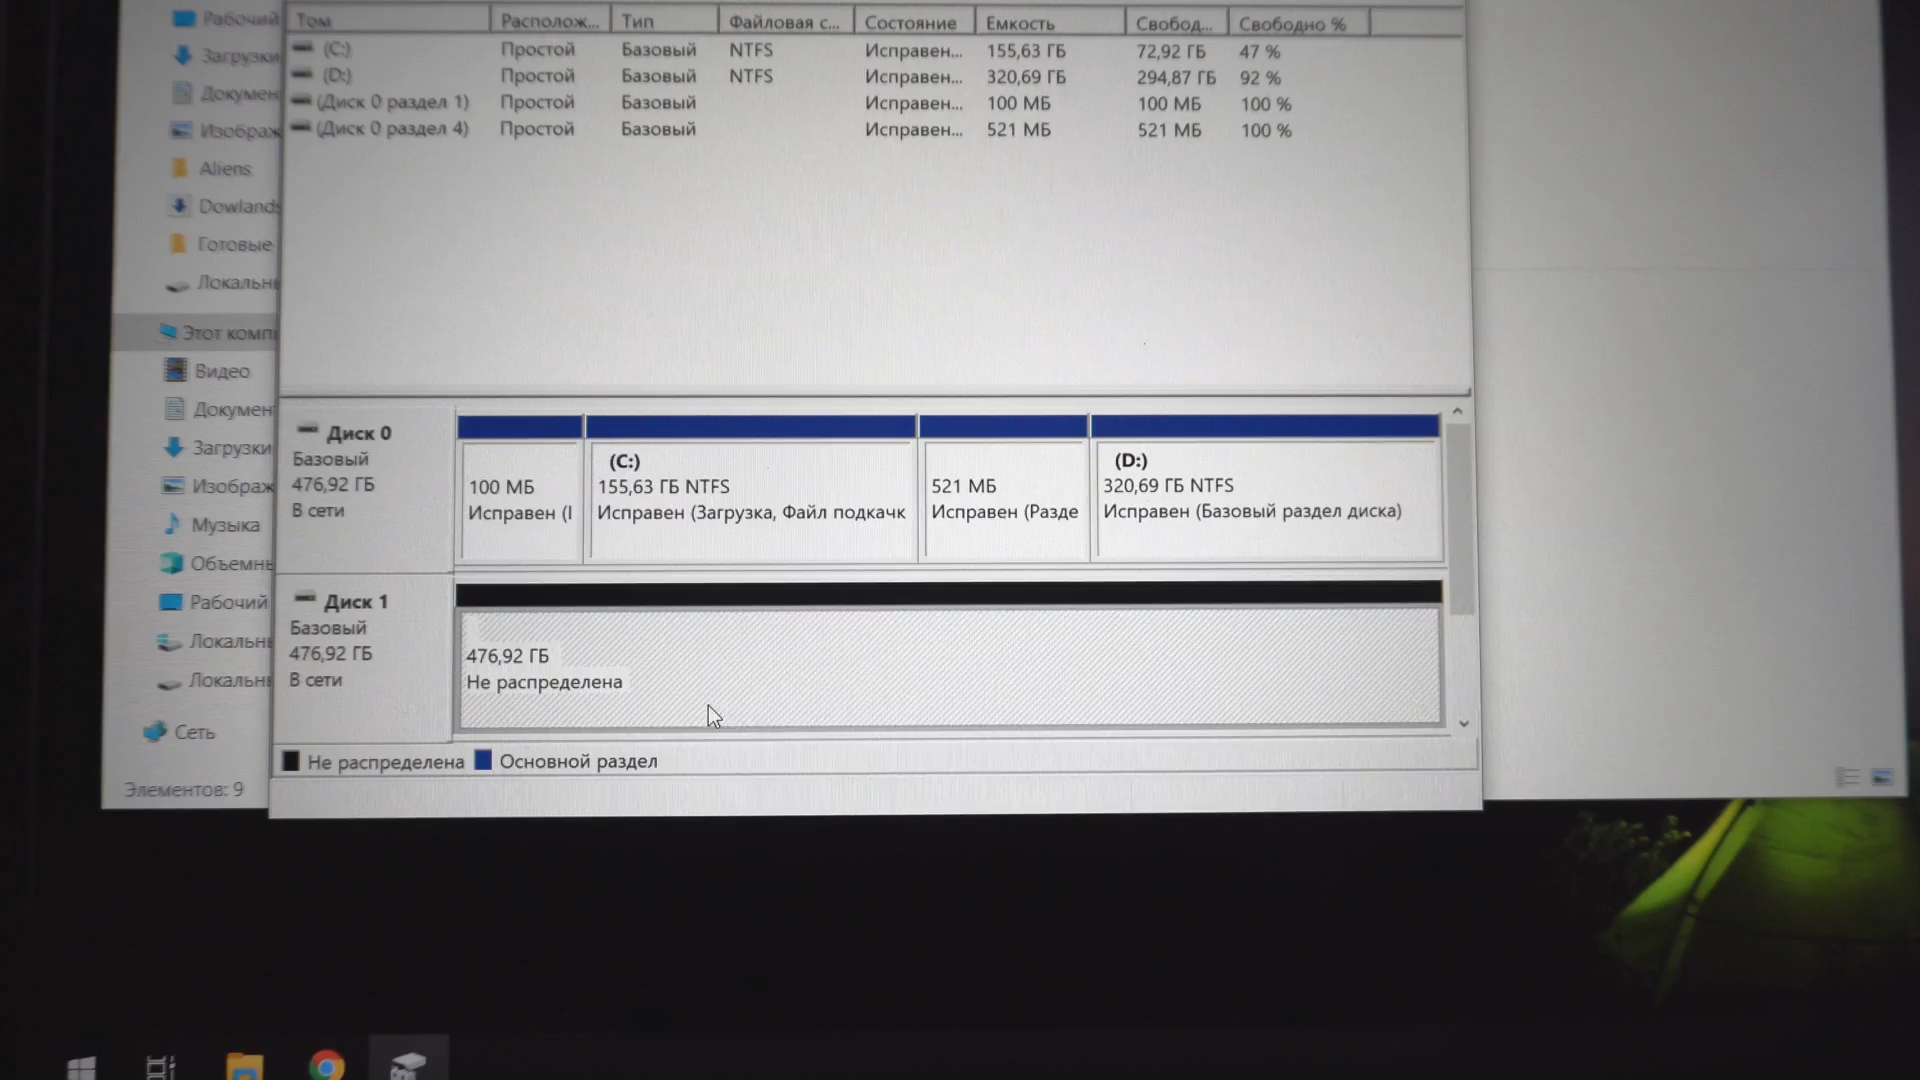 Том Располож... Тип Файловая с... Состояние Емкость Свобод... Свободно %
(C:) Простой Базовый NTFS Исправен... 155,63 ГБ 72,92 ГБ 47 %
(D:) Простой Базовый NTFS Исправен... 320,69 ГБ 294,87 ГБ 92 %
(Диск 0 раздел 1) Простой Базовый Исправен... 100 МБ 100 МБ 100 %
(Диск 0 раздел 4) Простой Базовый Исправен... 521 МБ 521 МБ 100 %
Рабочий
Загрузки
Докумен
Изображ
Aliens
Dowlands
Готовые
Локальн
Этот комп
Видео
Докумен
Загрузки
Изображ
Музыка
Объемн
Рабочий
Локальн
Локальн
Сеть
Элементов: 9
Диск 0
Базовый
476,92 ГБ
В сети
100 МБ
Исправен (
(C:)
155,63 ГБ NTFS
Исправен (Загрузка, Файл подкачк
521 МБ
Исправен (Разде
(D:)
320,69 ГБ NTFS
Исправен (Базовый раздел диска)
Диск 1
Базовый
476,92 ГБ
В сети
476,92 ГБ
Не распределена
Не распределена Основной раздел